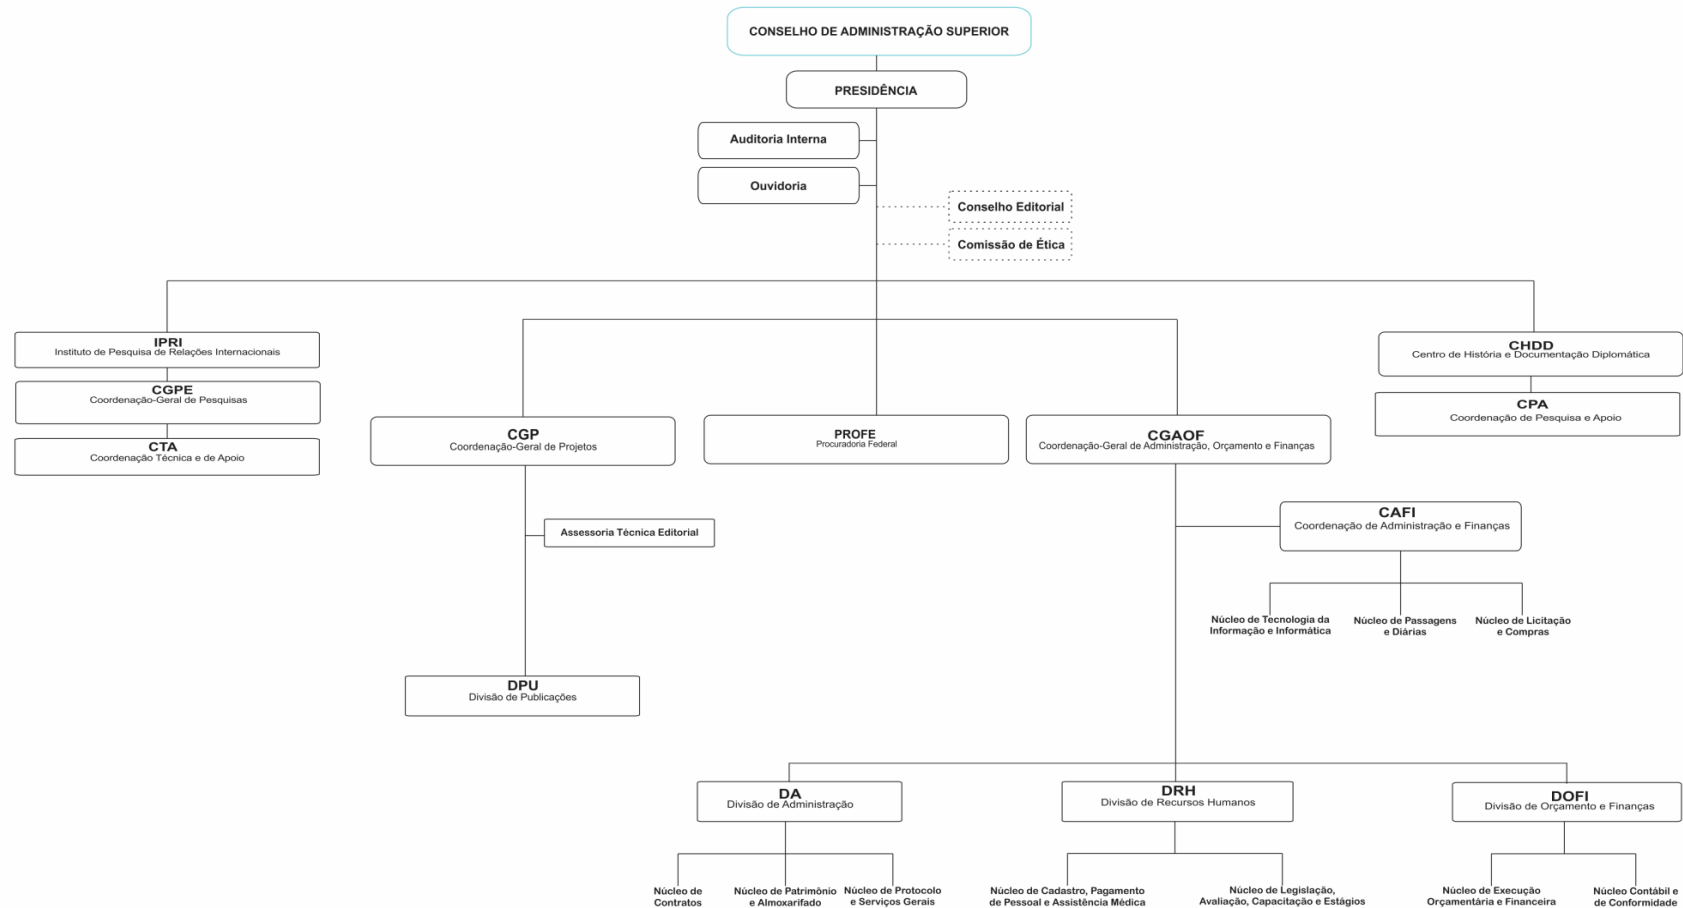 CONSELHO DE ADMINISTRAÇÃO SUPERIOR
PRESIDÊNCIA
Auditoria Interna
Ouvidoria
Conselho Editorial
Comissão de Ética
IPRI
Instituto de Pesquisa de Relações Internacionais
CGPE
Coordenação-Geral de Pesquisas
CTA
Coordenação Técnica e de Apoio
CHDD
Centro de História e Documentação Diplomática
CPA
Coordenação de Pesquisa e Apoio
CGP
Coordenação-Geral de Projetos
PROFE
Procuradoria Federal
CGAOF
Coordenação-Geral de Administração, Orçamento e Finanças
Assessoria Técnica Editorial
DPU
Divisão de Publicações
CAFI
Coordenação de Administração e Finanças
Núcleo de Tecnologia da
Informação e Informática
Núcleo de Passagens
e Diárias
Núcleo de Licitação
e Compras
DA
Divisão de Administração
DRH
Divisão de Recursos Humanos
DOFI
Divisão de Orçamento e Finanças
Núcleo de
Contratos
Núcleo de Patrimônio
e Almoxarifado
Núcleo de Protocolo
e Serviços Gerais
Núcleo de Cadastro, Pagamento
de Pessoal e Assistência Médica
Núcleo de Legislação,
Avaliação, Capacitação e Estágios
Núcleo de Execução
Orçamentária e Financeira
Núcleo Contábil e
de Conformidade